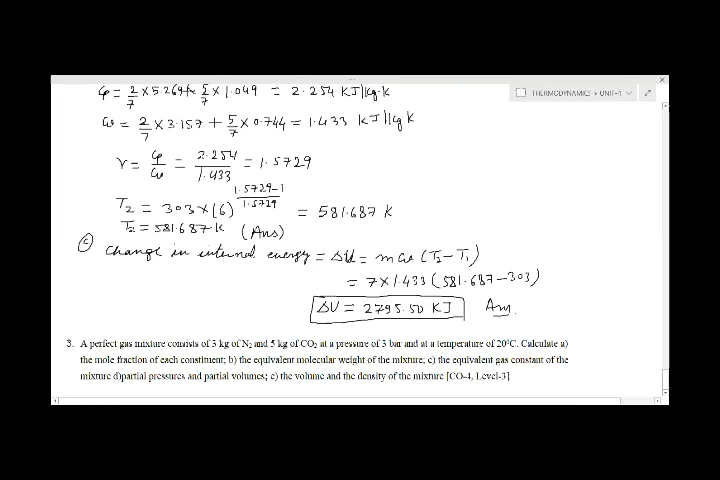 Cp = 2/7 × 5.269 + 5/7 × 1.049 = 2.254 KJ/kg.K
THERMODYNAMICS + UNIT-4
Cv = 2/7 × 3.157 + 5/7 × 0.744 = 1.433 KJ/kg K
γ = Cp/Cv = 2.254/1.433 = 1.5729
T2 = 303 × (6)^(1.5729-1/1.5729) = 581.687 K
T2 = 581.687 K (Ans)
(c) Change in internal energy = ΔU = m Cv (T2 - T1)
= 7 × 1.433 (581.687 - 303)
ΔU = 2795.50 KJ Ans.
3. A perfect gas mixture consists of 3 kg of N2 and 5 kg of CO2 at a pressure of 3 bar and at a temperature of 20°C. Calculate a)
the mole fraction of each constituent; b) the equivalent molecular weight of the mixture; c) the equivalent gas constant of the
mixture d)partial pressures and partial volumes; e) the volume and the density of the mixture [CO-4, Level-3]